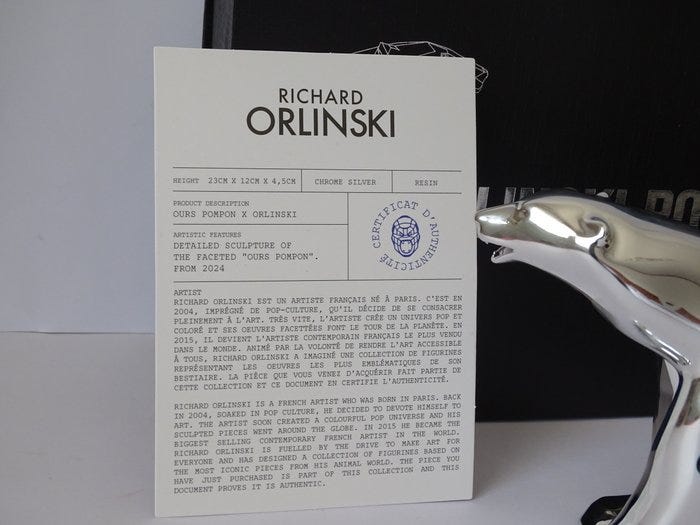 RICHARD
ORLINSKI
HEIGHT 23CM X 12CM X 4,5CM
CHROME SILVER
RESIN
PRODUCT DESCRIPTION
OURS POMPON X ORLINSKI
ARTISTIC FEATURES
DETAILED SCULPTURE OF
THE FACETED "OURS POMPON".
FROM 2024
CERTIFICAT D'AUTHENTICITÉ
ARTIST
RICHARD ORLINSKI EST UN ARTISTE FRANÇAIS NÉ À PARIS. C'EST EN
2004, IMPRÉGNÉ DE POP-CULTURE, QU'IL DÉCIDE DE SE CONSACRER
PLEINEMENT À L'ART. TRÈS VITE, L'ARTISTE CRÉE UN UNIVERS POP ET
COLORÉ ET SES OEUVRES FACETTÉES FONT LE TOUR DE LA PLANÈTE. EN
2015, IL DEVIENT L'ARTISTE CONTEMPORAIN FRANÇAIS LE PLUS VENDU
DANS LE MONDE. ANIMÉ PAR LA VOLONTÉ DE RENDRE L'ART ACCESSIBLE
À TOUS, RICHARD ORLINSKI A IMAGINÉ UNE COLLECTION DE FIGURINES
REPRÉSENTANT LES OEUVRES LES PLUS EMBLÉMATIQUES DE SON
BESTIAIRE. LA PIÈCE QUE VOUS VENEZ D'ACQUÉRIR FAIT PARTIE DE
CETTE COLLECTION ET CE DOCUMENT EN CERTIFIE L'AUTHENTICITÉ.
RICHARD ORLINSKI IS A FRENCH ARTIST WHO WAS BORN IN PARIS. BACK
IN 2004, SOAKED IN POP CULTURE, HE DECIDED TO DEVOTE HIMSELF TO
ART. THE ARTIST SOON CREATED A COLOURFUL POP UNIVERSE AND HIS
SCULPTED PIECES WENT AROUND THE GLOBE. IN 2015 HE BECAME THE
BIGGEST SELLING CONTEMPORARY FRENCH ARTIST IN THE WORLD.
RICHARD ORLINSKI IS FUELLED BY THE DRIVE TO MAKE ART FOR
EVERYONE AND HAS DESIGNED A COLLECTION OF FIGURINES BASED ON
THE MOST ICONIC PIECES FROM HIS ANIMAL WORLD. THE PIECE YOU
HAVE JUST PURCHASED IS PART OF THIS COLLECTION AND THIS
DOCUMENT PROVES IT IS AUTHENTIC.